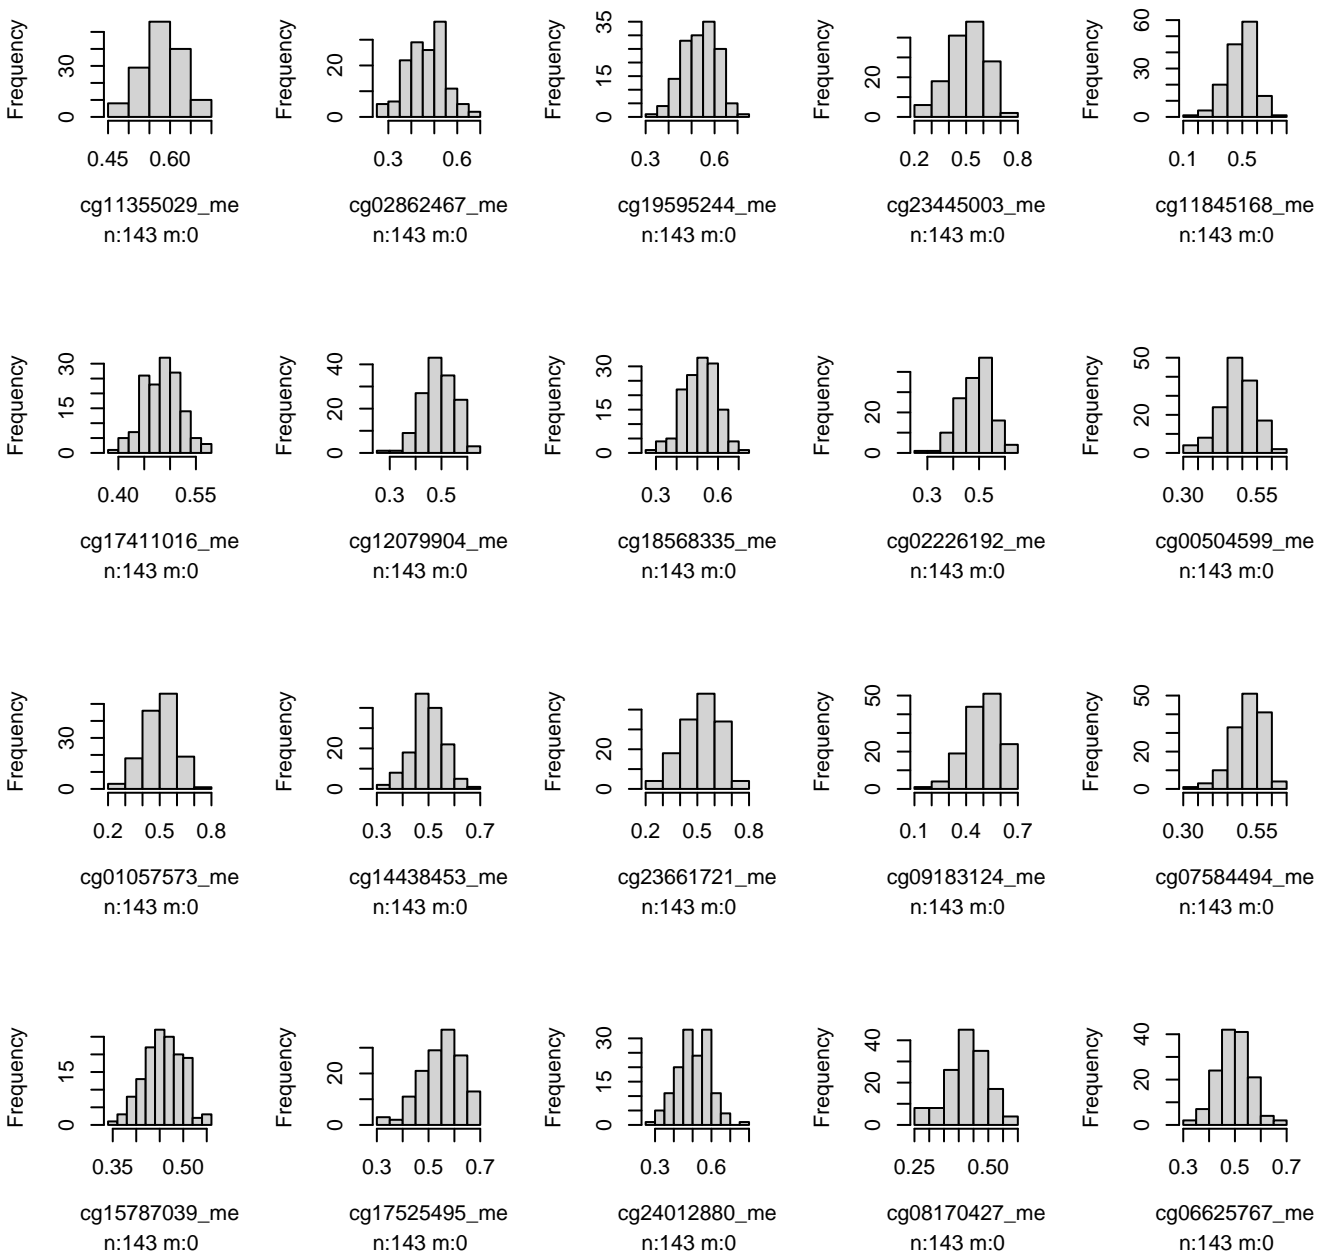 Frequency
0 30
0.45 0.60
cg11355029_me
n:143 m:0
Frequency
0 20
0.3 0.6
cg02862467_me
n:143 m:0
Frequency
0 15 35
0.3 0.6
cg19595244_me
n:143 m:0
Frequency
0 20
0.2 0.5 0.8
cg23445003_me
n:143 m:0
Frequency
0 30 60
0.1 0.5
cg11845168_me
n:143 m:0
Frequency
0 15 30
0.40 0.55
cg17411016_me
n:143 m:0
Frequency
0 20 40
0.3 0.5
cg12079904_me
n:143 m:0
Frequency
0 15 30
0.3 0.6
cg18568335_me
n:143 m:0
Frequency
0 20
0.3 0.5
cg02226192_me
n:143 m:0
Frequency
0 20 50
0.30 0.55
cg00504599_me
n:143 m:0
Frequency
0 30
0.2 0.5 0.8
cg01057573_me
n:143 m:0
Frequency
0 20
0.3 0.5 0.7
cg14438453_me
n:143 m:0
Frequency
0 20
0.2 0.5 0.8
cg23661721_me
n:143 m:0
Frequency
0 20 50
0.1 0.4 0.7
cg09183124_me
n:143 m:0
Frequency
0 20 50
0.30 0.55
cg07584494_me
n:143 m:0
Frequency
0 15
0.35 0.50
cg15787039_me
n:143 m:0
Frequency
0 20
0.3 0.5 0.7
cg17525495_me
n:143 m:0
Frequency
0 15 30
0.3 0.6
cg24012880_me
n:143 m:0
Frequency
0 20 40
0.25 0.50
cg08170427_me
n:143 m:0
Frequency
0 20 40
0.3 0.5 0.7
cg06625767_me
n:143 m:0